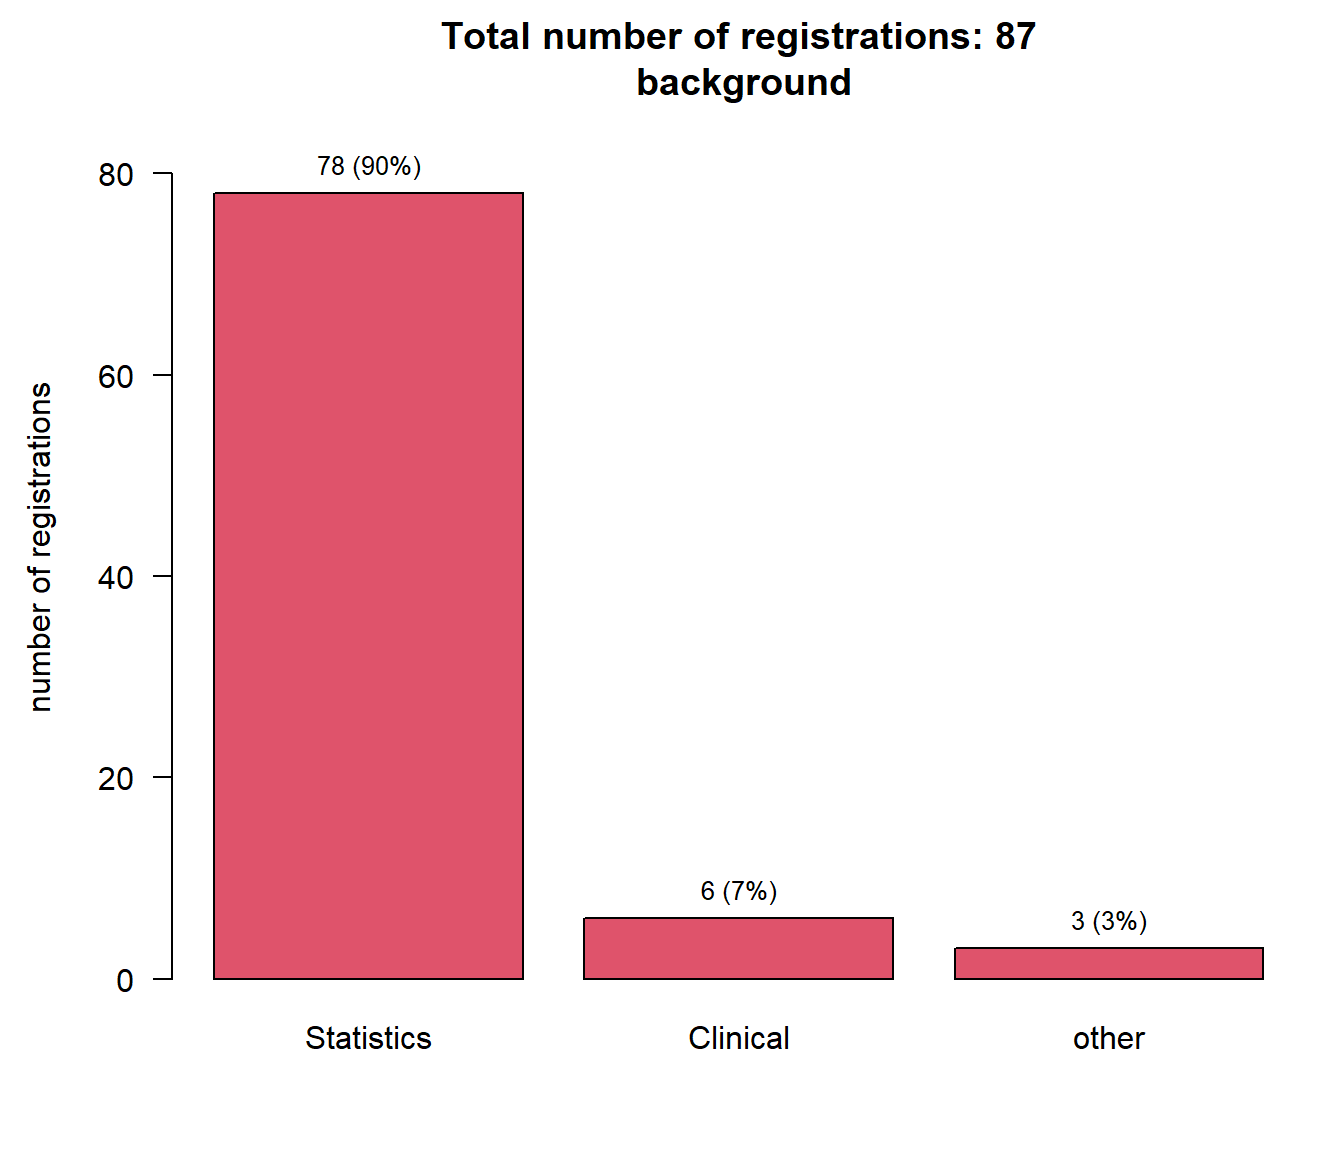 Total number of registrations: 87
background
number of registrations
80
60
40
20
0
78 (90%)
6 (7%)
3 (3%)
Statistics
Clinical
other